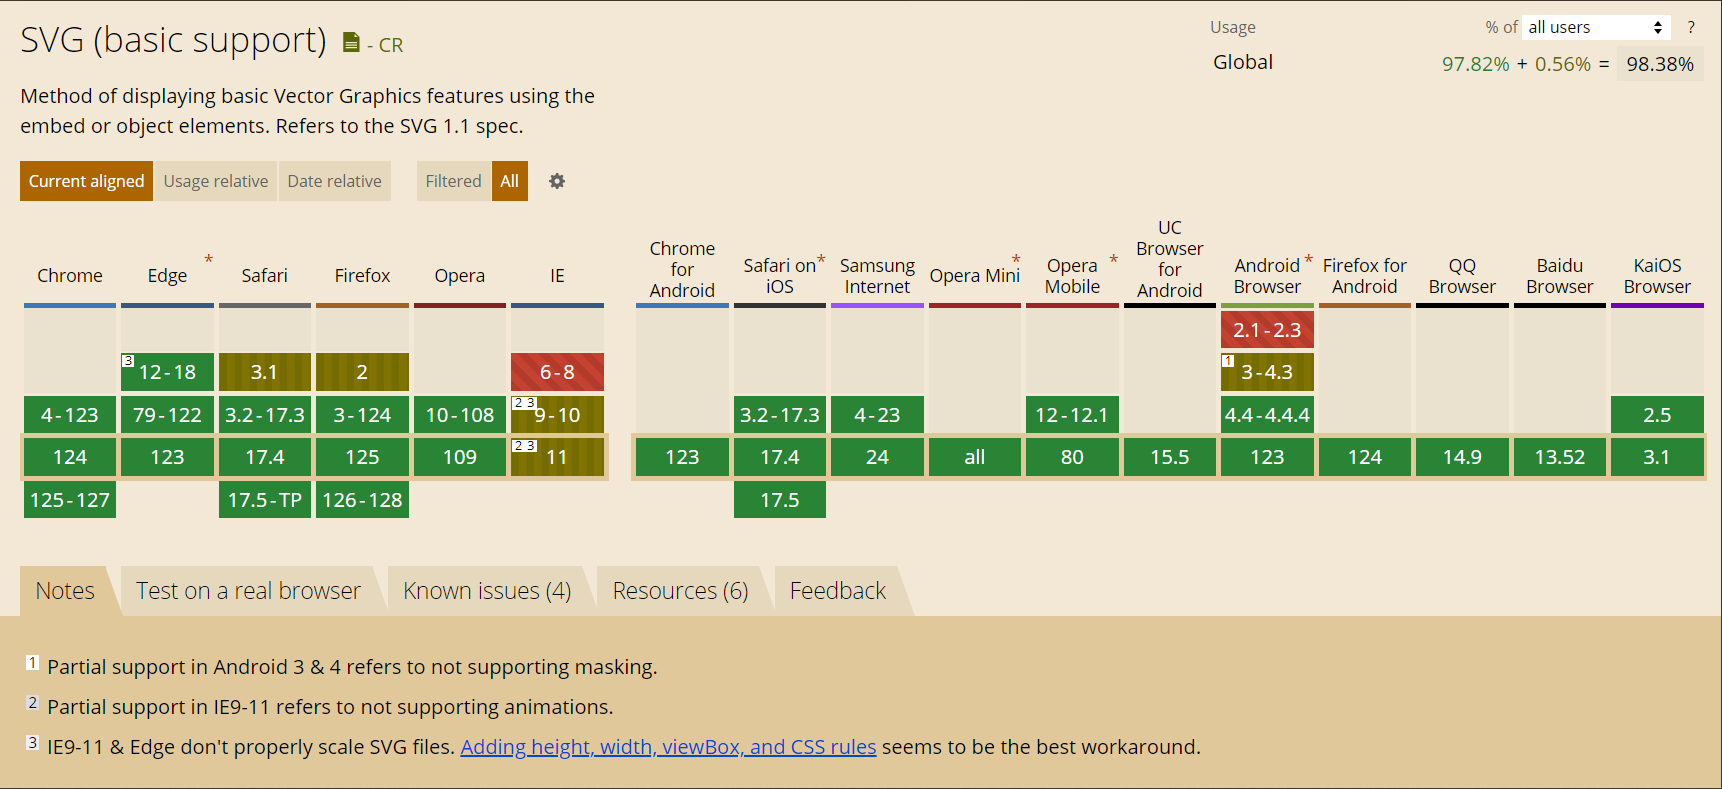 SVG (basic support) - CR
Usage % of all users ?
Global 97.82% + 0.56% = 98.38%
Method of displaying basic Vector Graphics features using the
embed or object elements. Refers to the SVG 1.1 spec.
Current aligned Usage relative Date relative Filtered All
Chrome Edge * Safari Firefox Opera IE
Chrome for Android Safari on iOS * Samsung Internet Opera Mini * Opera Mobile * UC Browser for Android Android Browser * Firefox for Android QQ Browser Baidu Browser KaiOS Browser
2.1-2.3
3 12-18 3.1 2 6-8 1 3-4.3
4-123 79-122 3.2-17.3 3-124 10-108 2 3 9-10 3.2-17.3 4-23 12-12.1 4.4-4.4.4 2.5
124 123 17.4 125 109 2 3 11 123 17.4 24 all 80 15.5 123 124 14.9 13.52 3.1
125-127 17.5-TP 126-128 17.5
Notes Test on a real browser Known issues (4) Resources (6) Feedback
1 Partial support in Android 3 & 4 refers to not supporting masking.
2 Partial support in IE9-11 refers to not supporting animations.
3 IE9-11 & Edge don't properly scale SVG files. Adding height, width, viewBox, and CSS rules seems to be the best workaround.